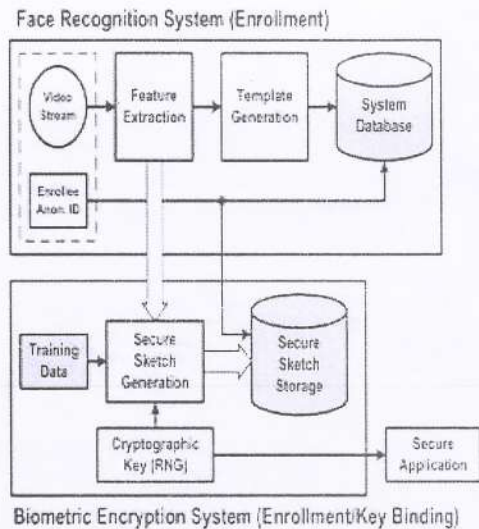 Face Recognition System (Enrollment)
Video
Stream
Feature
Extraction
Template
Generation
System
Database
Enrollee
Anon. ID
Training
Data
Secure
Sketch
Generation
Secure
Sketch
Storage
Cryptographic
Key (RNG)
Secure
Application
Biometric Encryption System (Enrollment/Key Binding)